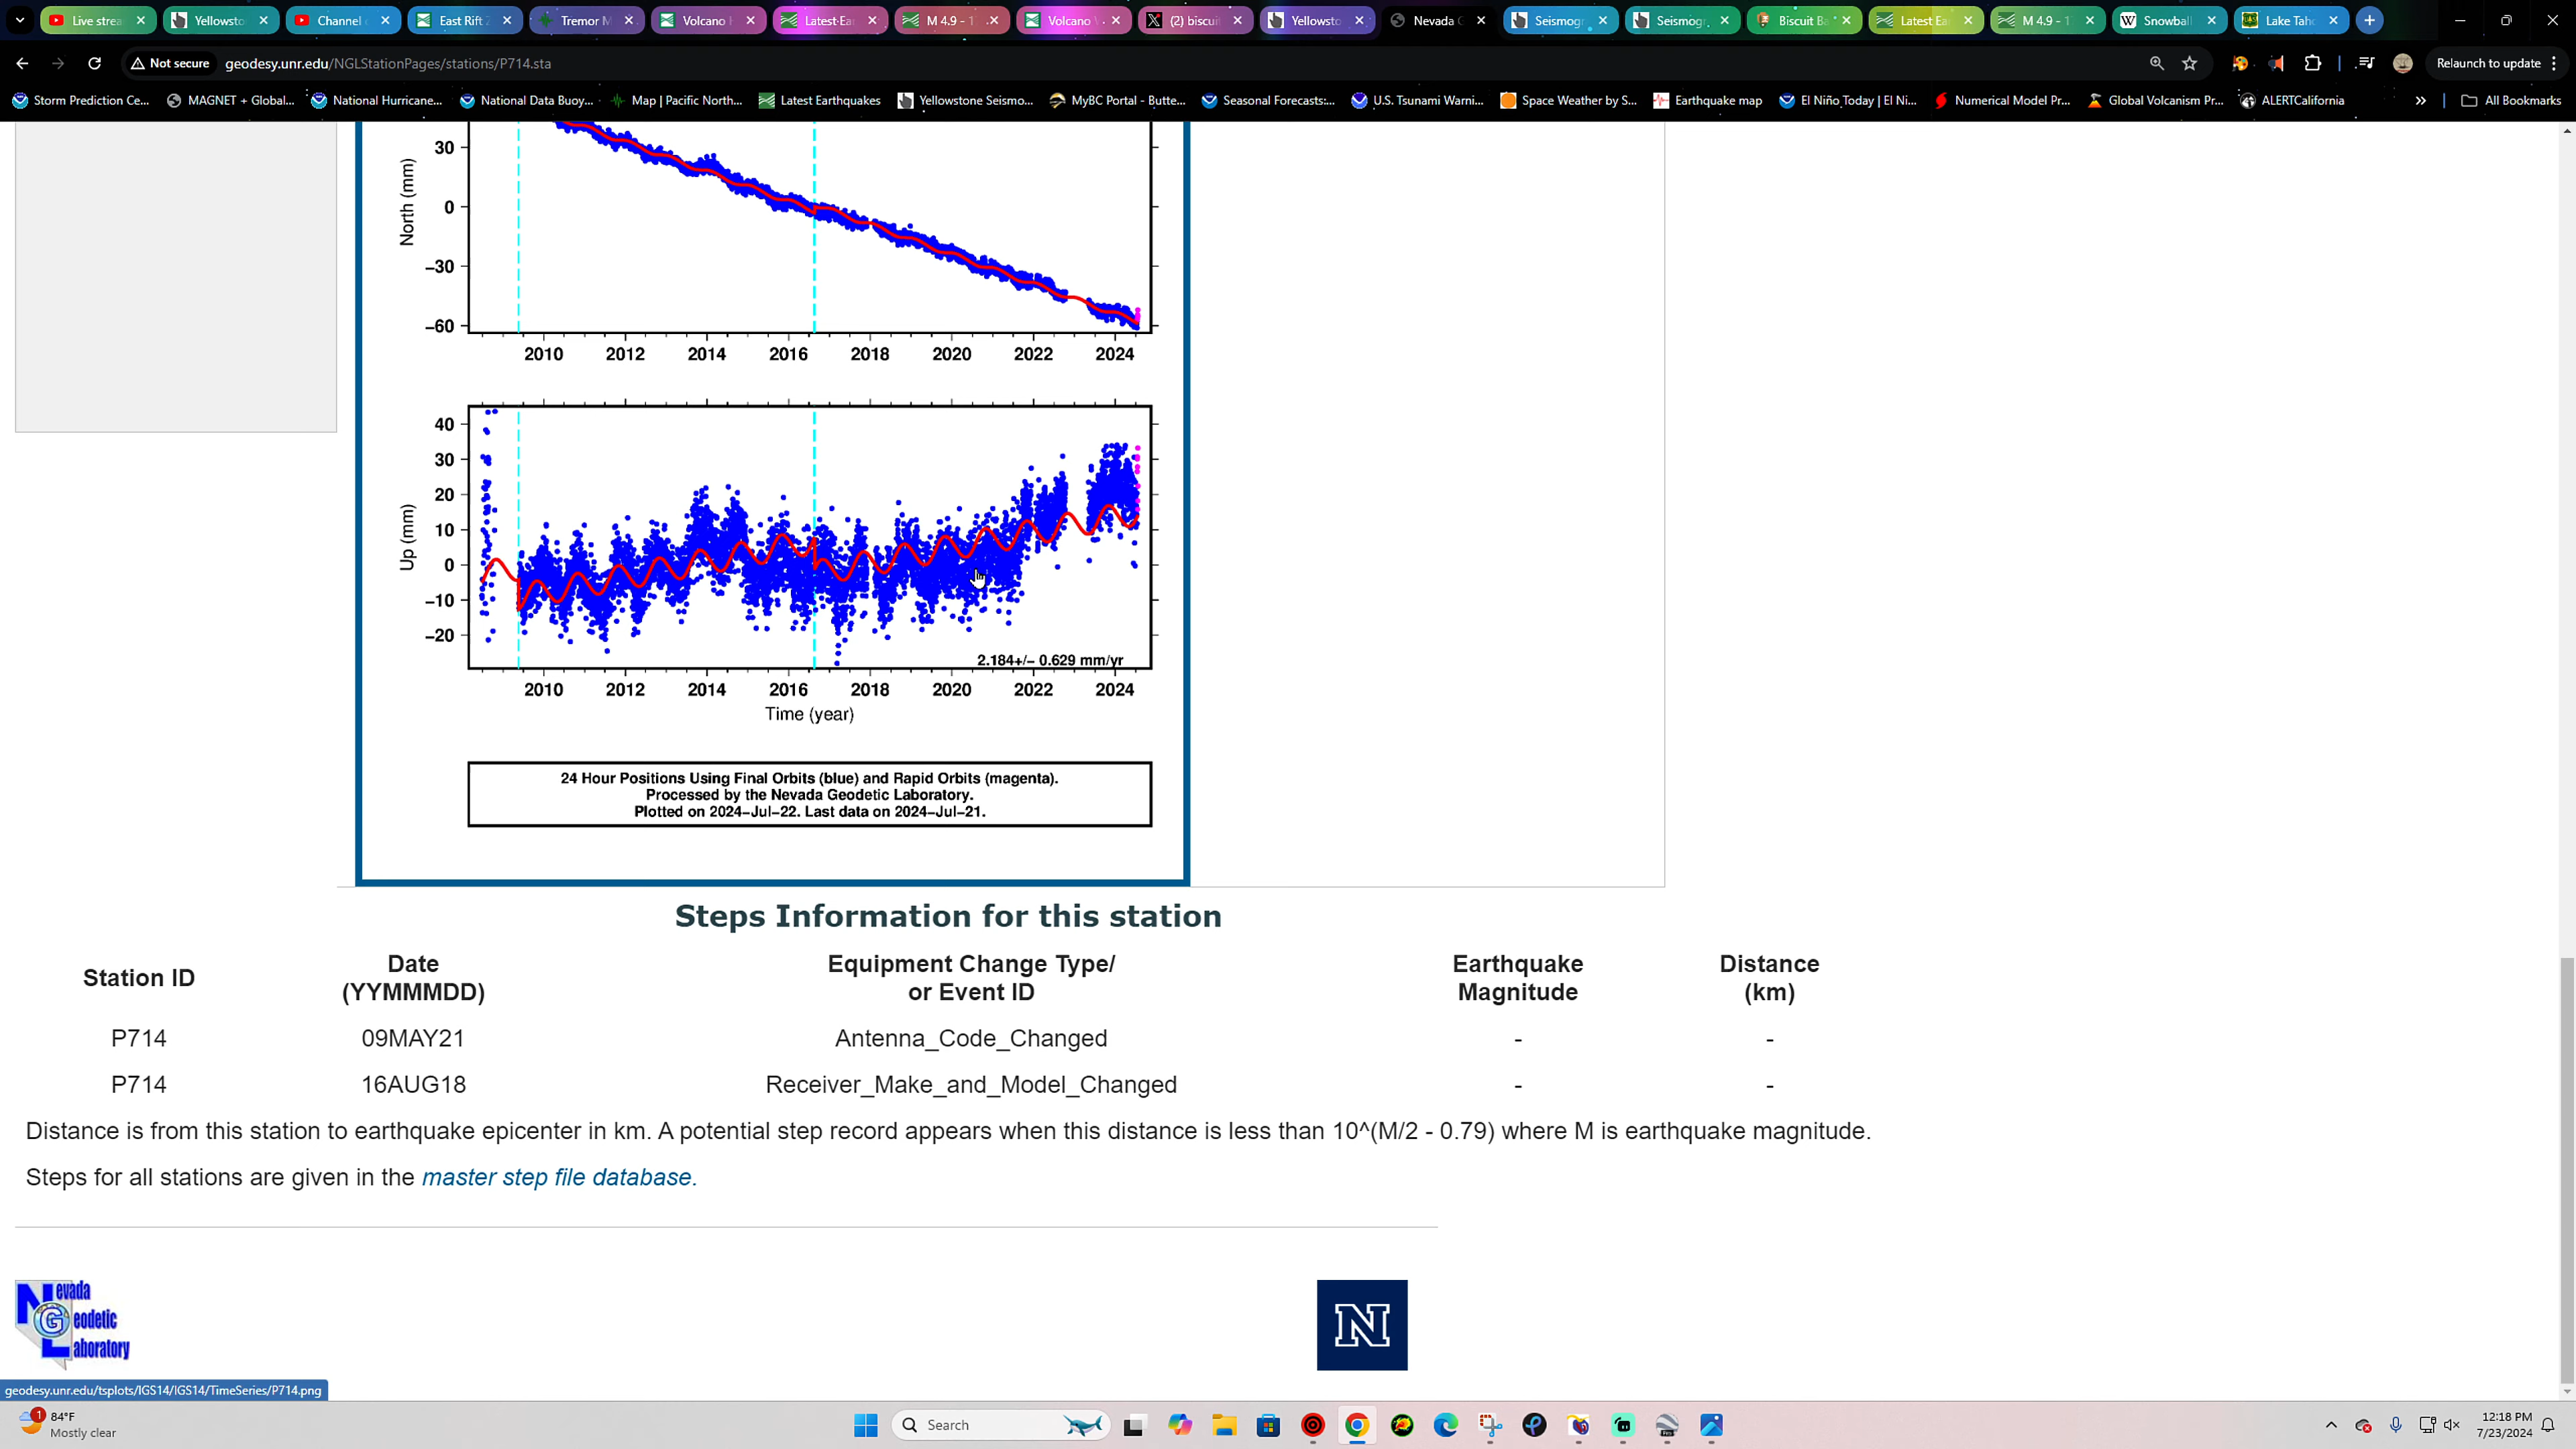 Live strea
Yellowsto
Channel
East Rift Z
Tremor M
Volcano
Latest Ea
M 4.9 - 1
Volcano
(2) biscui
Yellowsto
Nevada G
Seismog
Seismog
Biscuit Ba
Latest Ea
M 4.9 - 1
Snowball
Lake Taho
Not secure
geodesy.unr.edu/NGLStationPages/stations/P714.sta
Relaunch to update
Storm Prediction Ce...
MAGNET + Global...
National Hurricane...
National Data Buoy...
Map | Pacific North...
Latest Earthquakes
Yellowstone Seismo...
MyBC Portal - Butte...
Seasonal Forecasts:...
U.S. Tsunami Warni...
Space Weather by S...
Earthquake map
El Niño Today | El Ni...
Numerical Model Pr...
Global Volcanism Pr...
ALERTCalifornia
All Bookmarks
North (mm)
30
0
−30
−60
2010 2012 2014 2016 2018 2020 2022 2024
Up (mm)
40
30
20
10
0
−10
−20
2.184+/− 0.629 mm/yr
2010 2012 2014 2016 2018 2020 2022 2024
Time (year)
24 Hour Positions Using Final Orbits (blue) and Rapid Orbits (magenta).
Processed by the Nevada Geodetic Laboratory.
Plotted on 2024−Jul−22. Last data on 2024−Jul−21.
Steps Information for this station
Station ID Date (YYMMMDD) Equipment Change Type/ or Event ID Earthquake Magnitude Distance (km)
P714 09MAY21 Antenna_Code_Changed - -
P714 16AUG18 Receiver_Make_and_Model_Changed - -
Distance is from this station to earthquake epicenter in km. A potential step record appears when this distance is less than 10^(M/2 - 0.79) where M is earthquake magnitude.
Steps for all stations are given in the master step file database.
Nevada
Geodetic
Laboratory
N
geodesy.unr.edu/tsplots/IGS14/IGS14/TimeSeries/P714.png
1
84°F
Mostly clear
Search
12:18 PM
7/23/2024